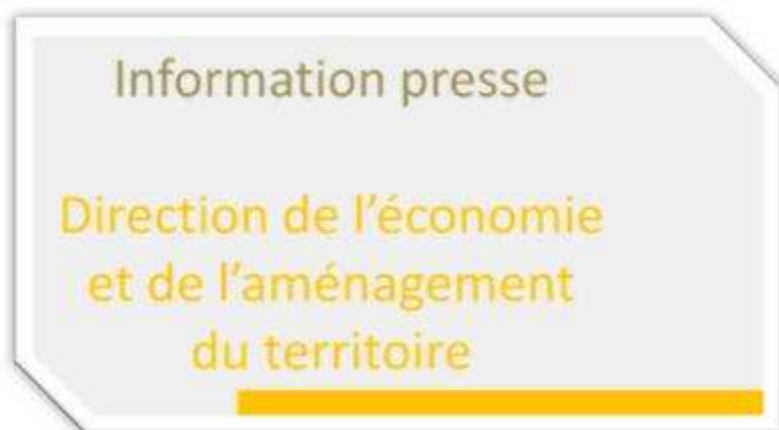 Information presse
Direction de l'économie
et de l'aménagement
du territoire